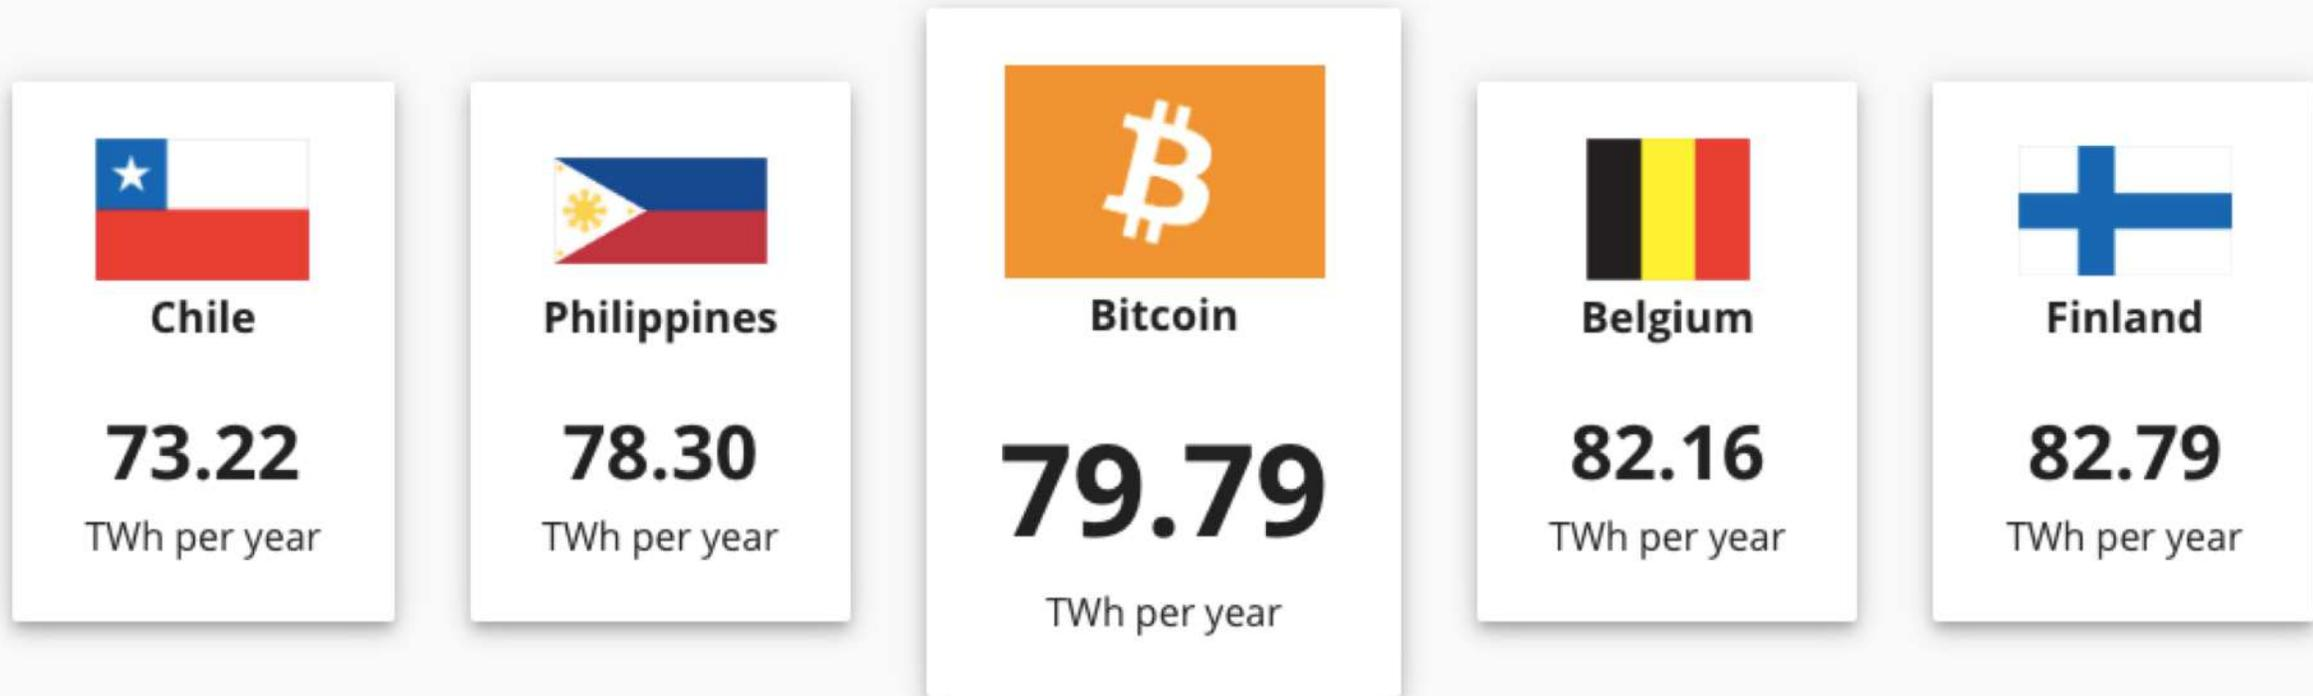 Chile
73.22
TWh per year
Philippines
78.30
TWh per year
Bitcoin
79.79
TWh per year
Belgium
82.16
TWh per year
Finland
82.79
TWh per year